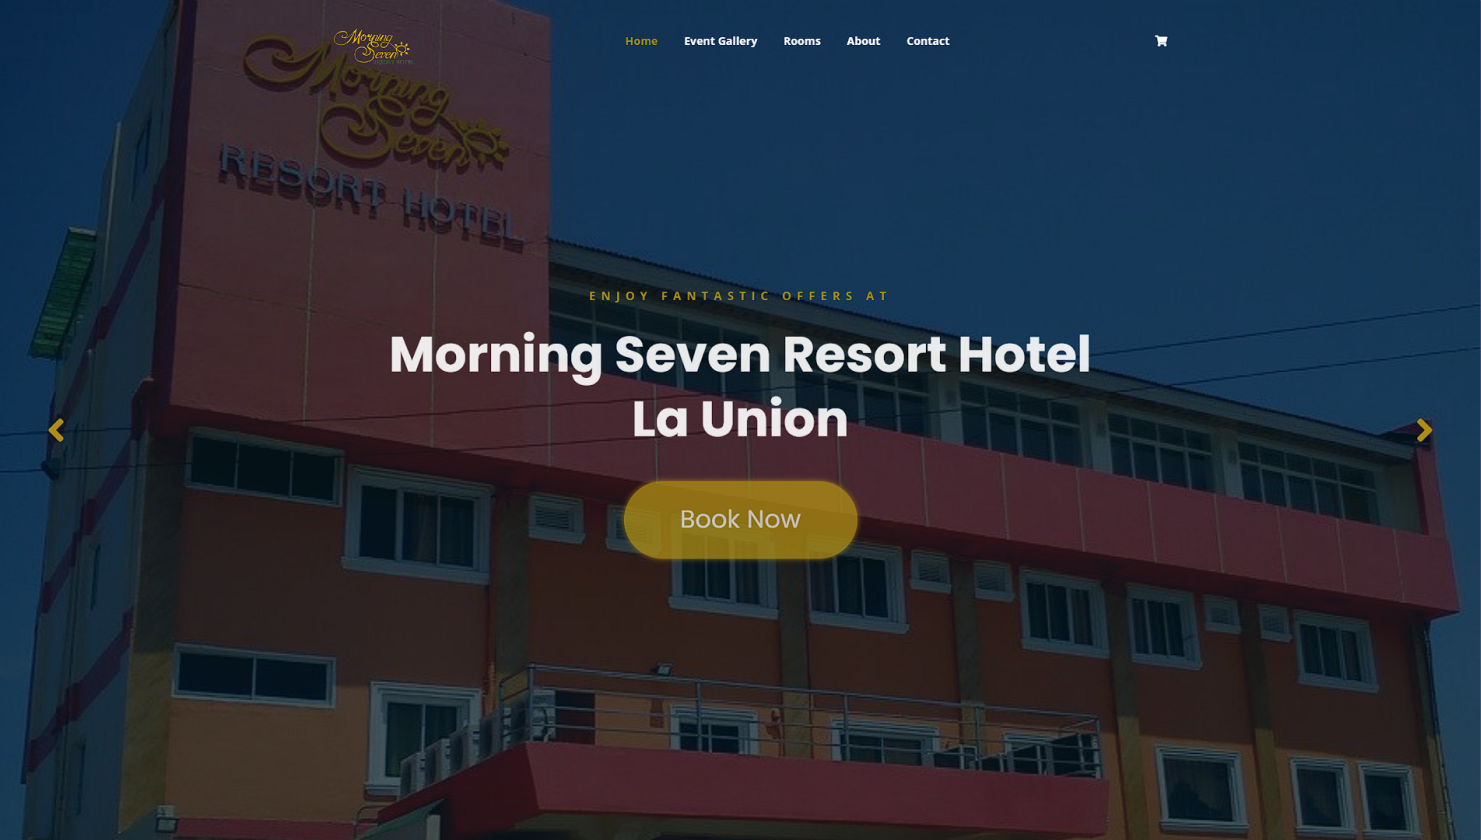 Morning
Seven
Home
Event Gallery
Rooms
About
Contact
Morning
Seven
RESORT HOTEL
ENJOY FANTASTIC OFFERS AT
Morning Seven Resort Hotel
La Union
Book Now